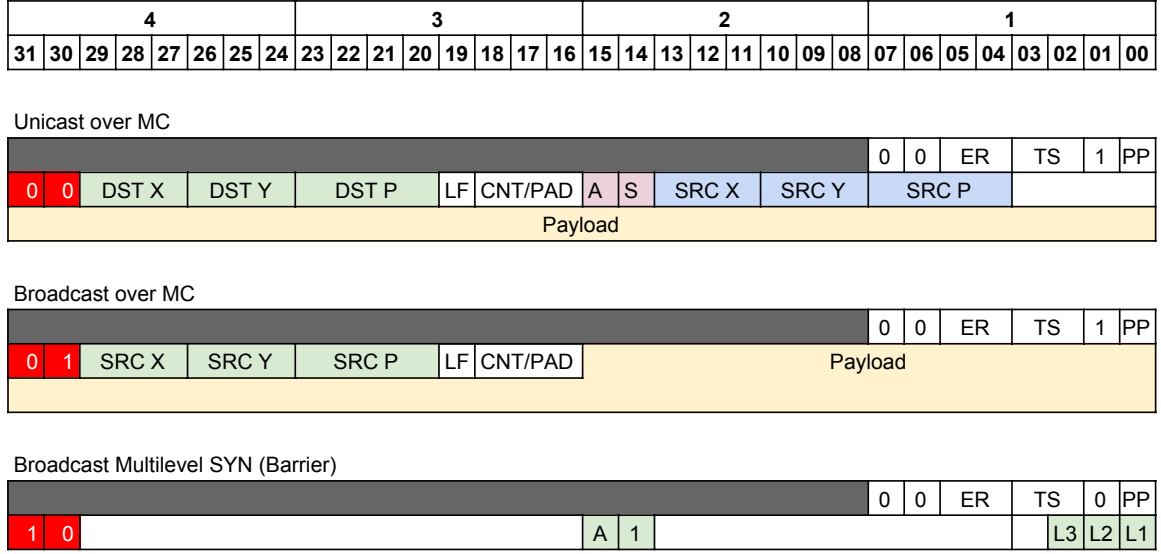 4 3 2 1
31 30 29 28 27 26 25 24 23 22 21 20 19 18 17 16 15 14 13 12 11 10 09 08 07 06 05 04 03 02 01 00
Unicast over MC
0 0 ER TS 1 PP
0 0 DST X DST Y DST P LF CNT/PAD A S SRC X SRC Y SRC P
Payload
Broadcast over MC
0 0 ER TS 1 PP
0 1 SRC X SRC Y SRC P LF CNT/PAD Payload
Broadcast Multilevel SYN (Barrier)
0 0 ER TS 0 PP
1 0 A 1 L3 L2 L1